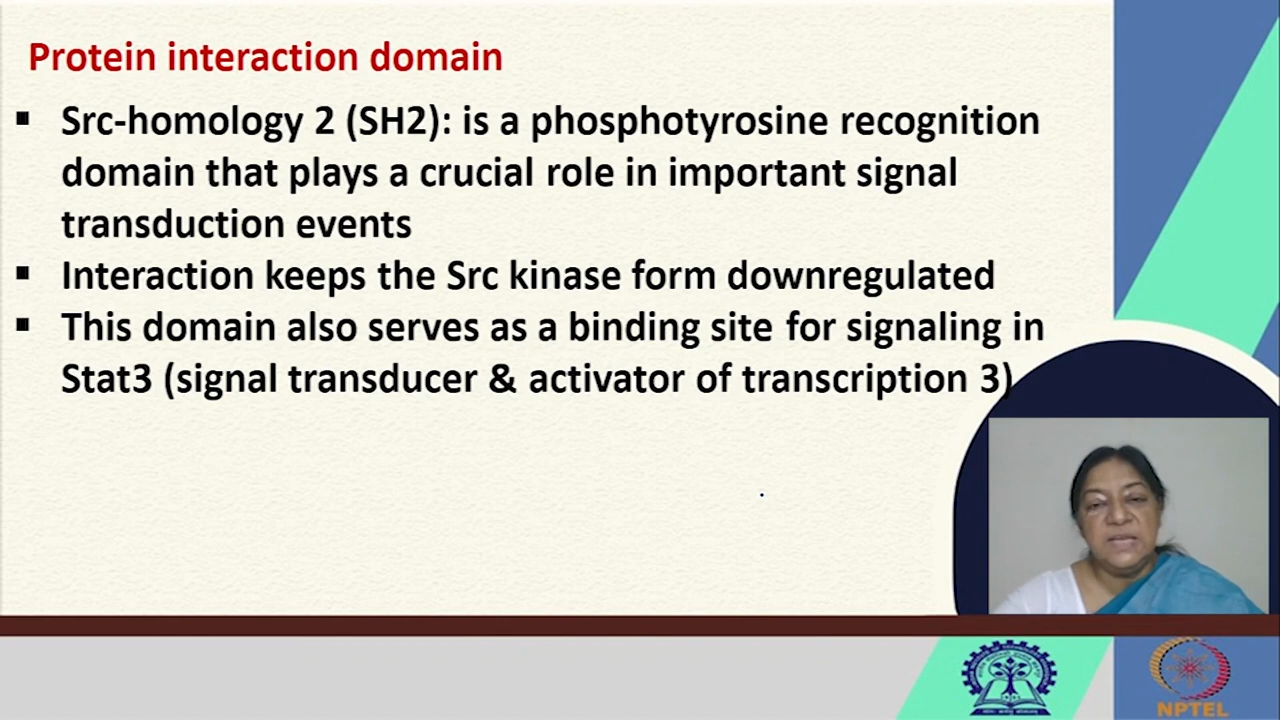 Protein interaction domain
▪ Src-homology 2 (SH2): is a phosphotyrosine recognition
domain that plays a crucial role in important signal
transduction events
▪ Interaction keeps the Src kinase form downregulated
▪ This domain also serves as a binding site for signaling in
Stat3 (signal transducer & activator of transcription 3)
NPTEL